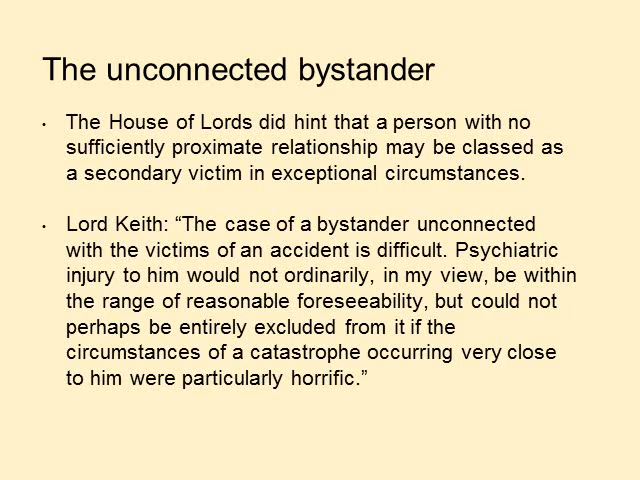 The unconnected bystander
• The House of Lords did hint that a person with no
sufficiently proximate relationship may be classed as
a secondary victim in exceptional circumstances.
• Lord Keith: “The case of a bystander unconnected
with the victims of an accident is difficult. Psychiatric
injury to him would not ordinarily, in my view, be within
the range of reasonable foreseeability, but could not
perhaps be entirely excluded from it if the
circumstances of a catastrophe occurring very close
to him were particularly horrific.”